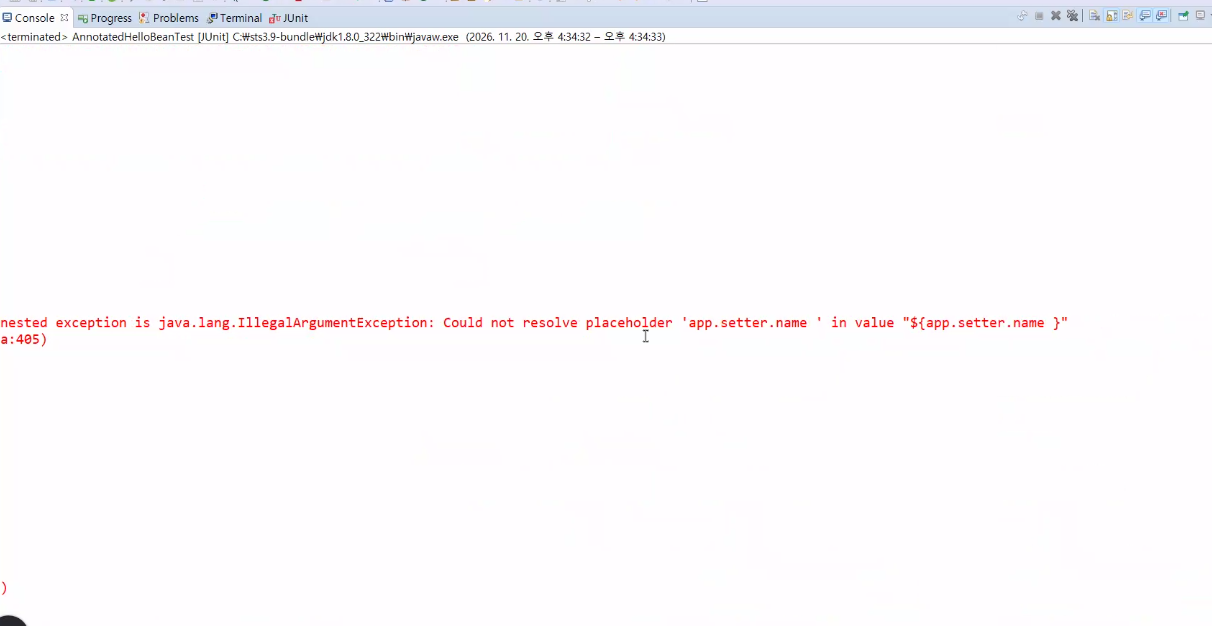 Console Progress Problems Terminal JUnit
<terminated> AnnotatedHelloBeanTest [JUnit] C:₩sts3.9-bundle₩jdk1.8.0_322₩bin₩javaw.exe (2026. 11. 20. 오후 4:34:32 – 오후 4:34:33)
nested exception is java.lang.IllegalArgumentException: Could not resolve placeholder 'app.setter.name ' in value "${app.setter.name }"
a:405)
)